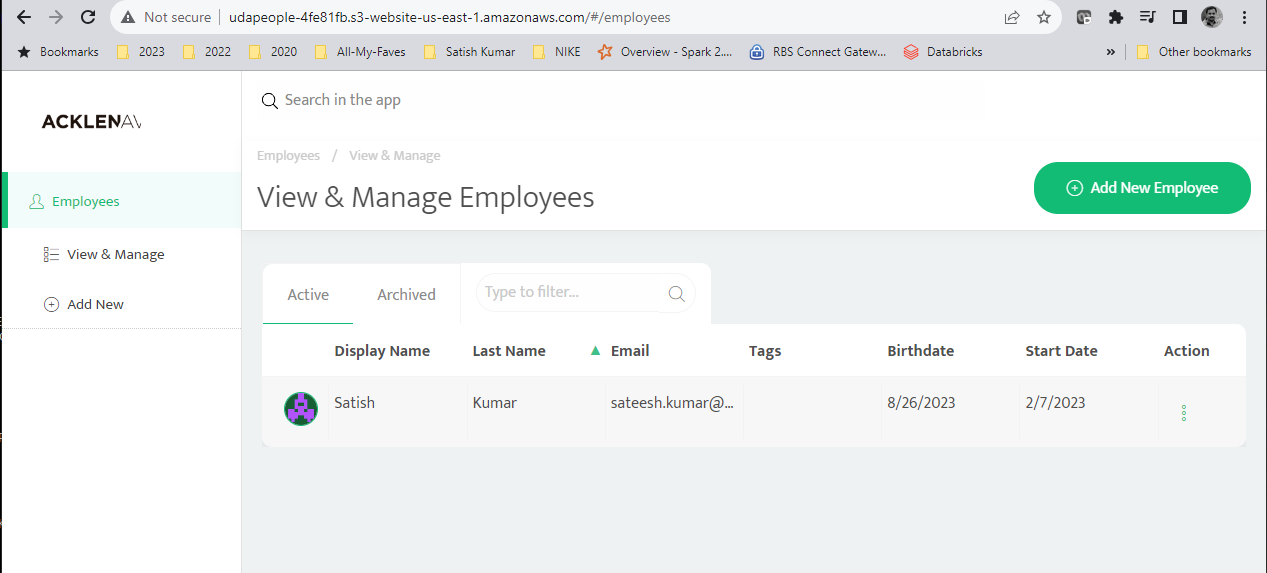 Not secure udapeople-4fe81fb.s3-website-us-east-1.amazonaws.com/#/employees
Bookmarks 2023 2022 2020 All-My-Faves Satish Kumar NIKE Overview - Spark 2.... RBS Connect Gatew... Databricks » Other bookmarks
ACKLENAV
Search in the app
Employees / View & Manage
View & Manage Employees
Add New Employee
Employees
View & Manage
Add New
Active Archived Type to filter...
Display Name Last Name Email Tags Birthdate Start Date Action
Satish Kumar sateesh.kumar@... 8/26/2023 2/7/2023